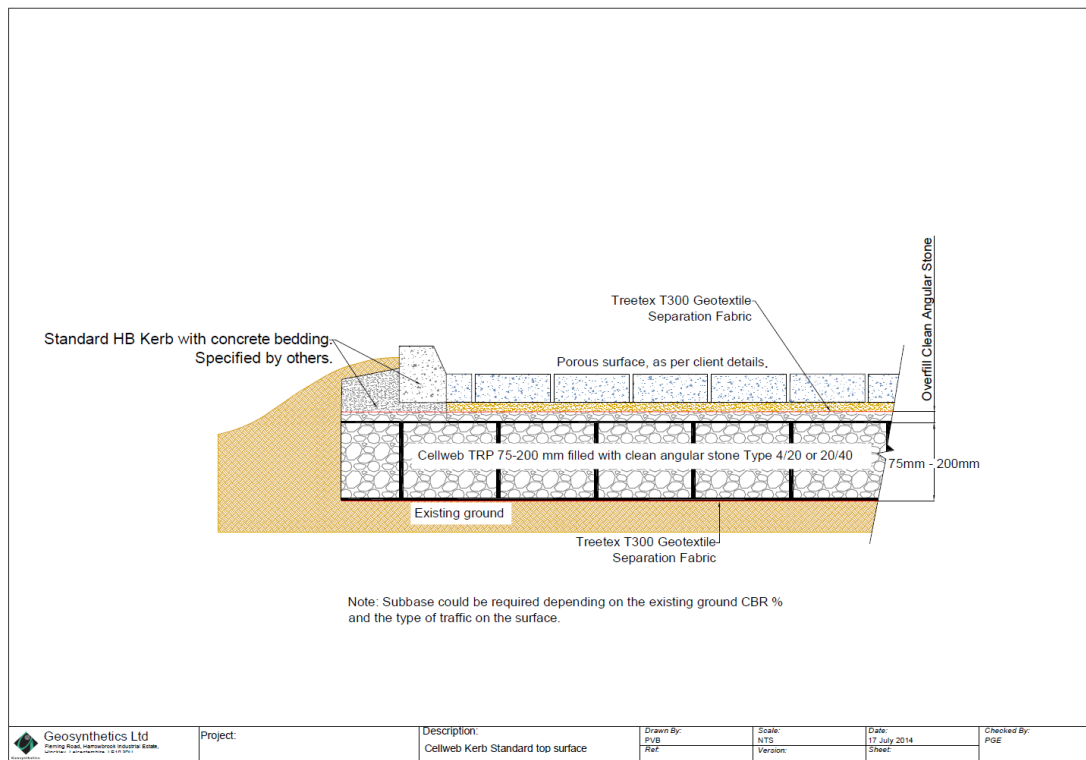 Overfill Clean Angular Stone
Treetex T300 Geotextile
Separation Fabric
Standard HB Kerb with concrete bedding.
Specified by others.
Porous surface, as per client details.
Cellweb TRP 75-200 mm filled with clean angular stone Type 4/20 or 20/40
75mm - 200mm
Existing ground
Treetex T300 Geotextile
Separation Fabric
Note: Subbase could be required depending on the existing ground CBR %
and the type of traffic on the surface.
Geosynthetics Ltd
Fleming Road, Harrowbrook Industrial Estate,
Hinckley, Leicestershire, LE10 3DU
Geosynthetics
Project:
Description:
Cellweb Kerb Standard top surface
Drawn By:
PVB
Ref:
Scale:
NTS
Version:
Date:
17 July 2014
Sheet:
Checked By:
PGE